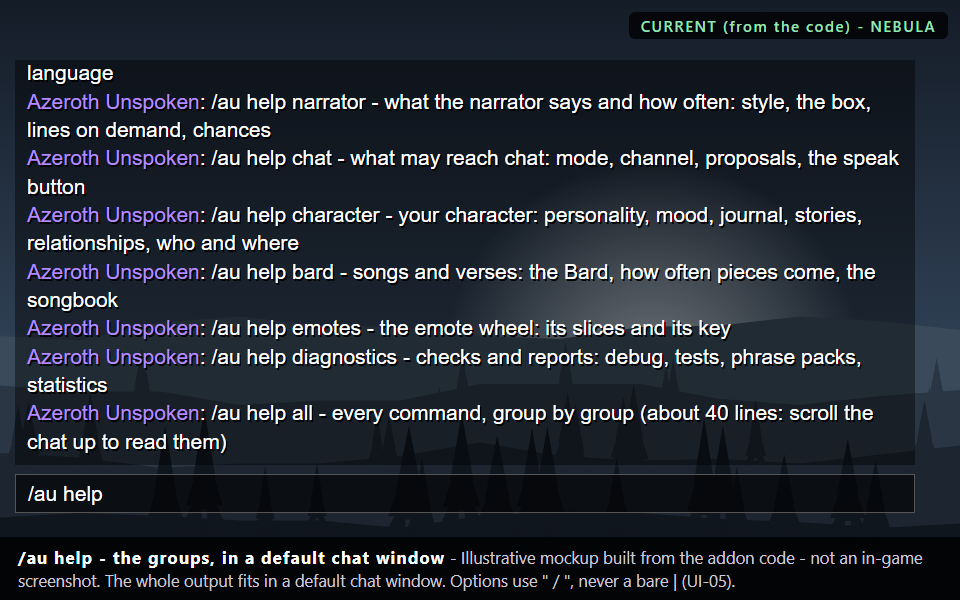 CURRENT (from the code) - NEBULA
language
Azeroth Unspoken: /au help narrator - what the narrator says and how often: style, the box,
lines on demand, chances
Azeroth Unspoken: /au help chat - what may reach chat: mode, channel, proposals, the speak
button
Azeroth Unspoken: /au help character - your character: personality, mood, journal, stories,
relationships, who and where
Azeroth Unspoken: /au help bard - songs and verses: the Bard, how often pieces come, the
songbook
Azeroth Unspoken: /au help emotes - the emote wheel: its slices and its key
Azeroth Unspoken: /au help diagnostics - checks and reports: debug, tests, phrase packs,
statistics
Azeroth Unspoken: /au help all - every command, group by group (about 40 lines: scroll the
chat up to read them)
/au help
/au help - the groups, in a default chat window - Illustrative mockup built from the addon code - not an in-game
screenshot. The whole output fits in a default chat window. Options use " / ", never a bare | (UI-05).